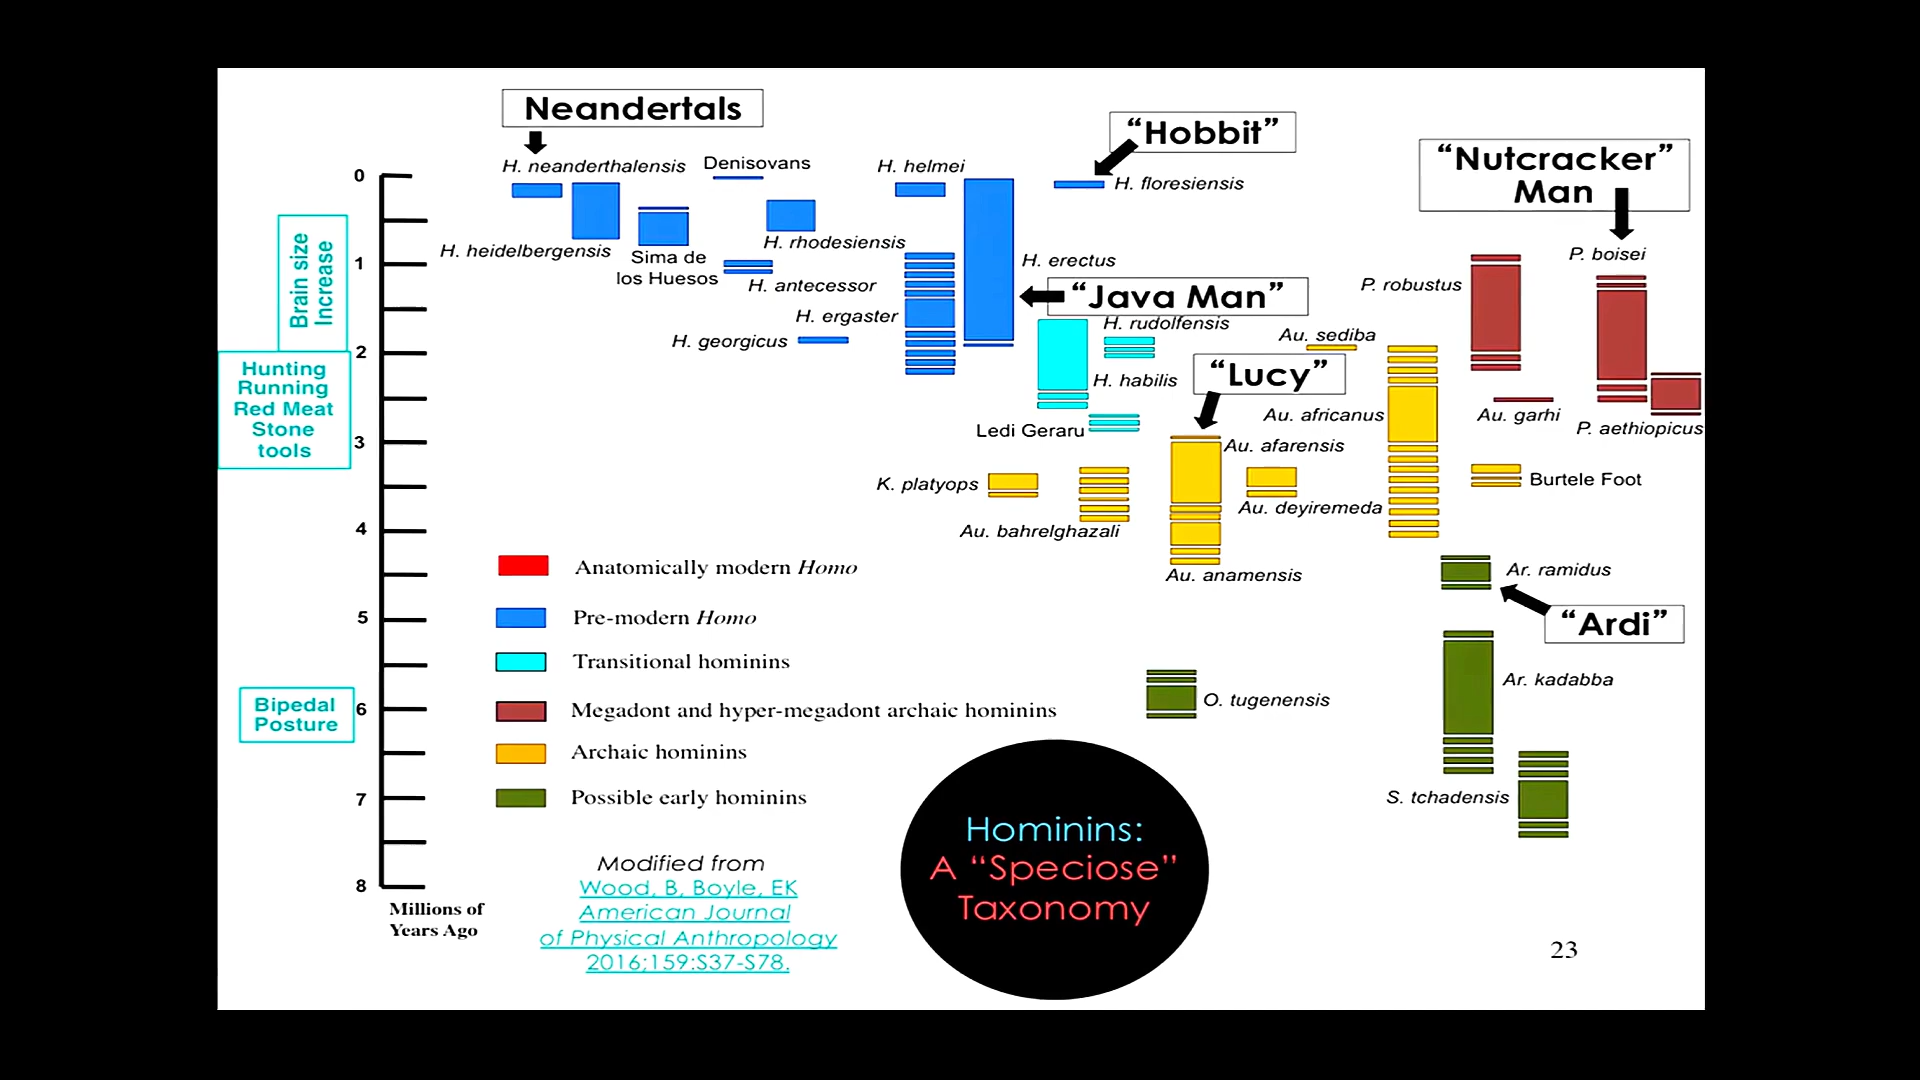 Neandertals
“Hobbit”
“Nutcracker”
Man
H. neanderthalensis
Denisovans
H. helmei
H. floresiensis
0
H. heidelbergensis
Sima de
los Huesos
H. rhodesiensis
H. antecessor
H. erectus
P. boisei
Brain size
Increase
1
“Java Man”
P. robustus
H. ergaster
H. rudolfensis
H. georgicus
Au. sediba
2
Hunting
Running
Red Meat
Stone
tools
“Lucy”
H. habilis
Au. africanus
Au. garhi
P. aethiopicus
Ledi Geraru
3
Au. afarensis
K. platyops
Burtele Foot
Au. deyiremeda
4
Au. bahrelghazali
Au. anamensis
Ar. ramidus
“Ardi”
Anatomically modern Homo
5
Pre-modern Homo
Transitional hominins
Ar. kadabba
O. tugenensis
Bipedal
Posture
6
Megadont and hyper-megadont archaic hominins
Archaic hominins
7
Possible early hominins
S. tchadensis
8
Millions of
Years Ago
Modified from
Wood, B, Boyle, EK
American Journal
of Physical Anthropology
2016;159:S37-S78.
Hominins:
A “Speciose”
Taxonomy
23